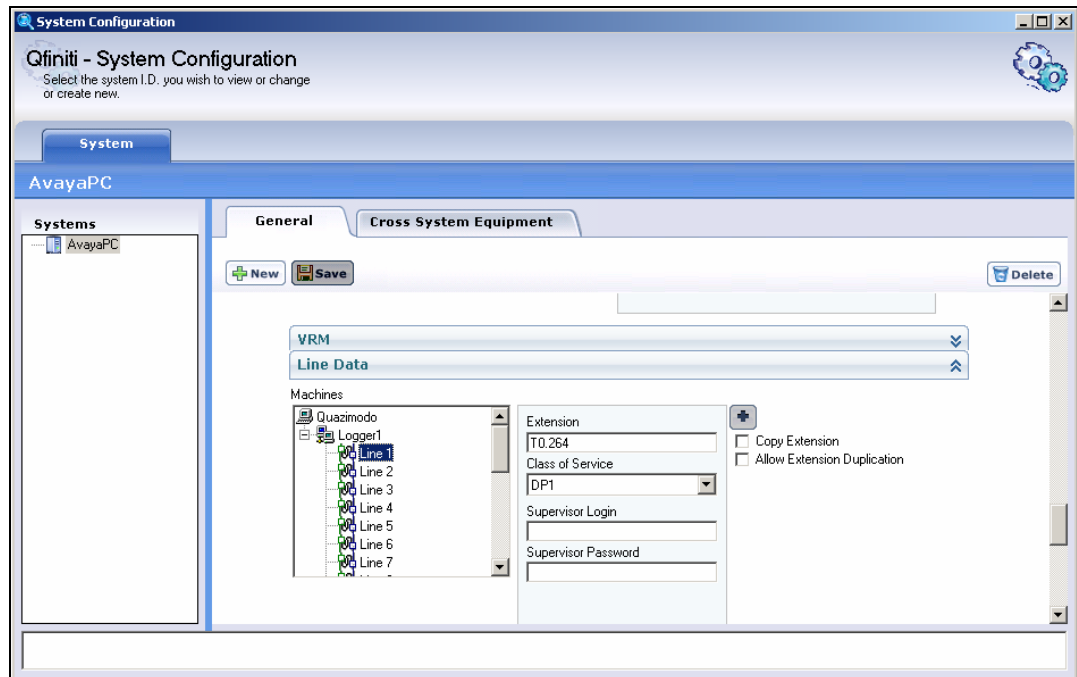 System Configuration
Qfiniti - System Configuration
Select the system I.D. you wish to view or change
or create new.
System
AvayaPC
Systems
AvayaPC
General
Cross System Equipment
New
Save
Delete
VRM
Line Data
Machines
Quazimodo
Logger1
Line 1
Line 2
Line 3
Line 4
Line 5
Line 6
Line 7
Extension
T0.264
Class of Service
DP1
Supervisor Login
Supervisor Password
Copy Extension
Allow Extension Duplication